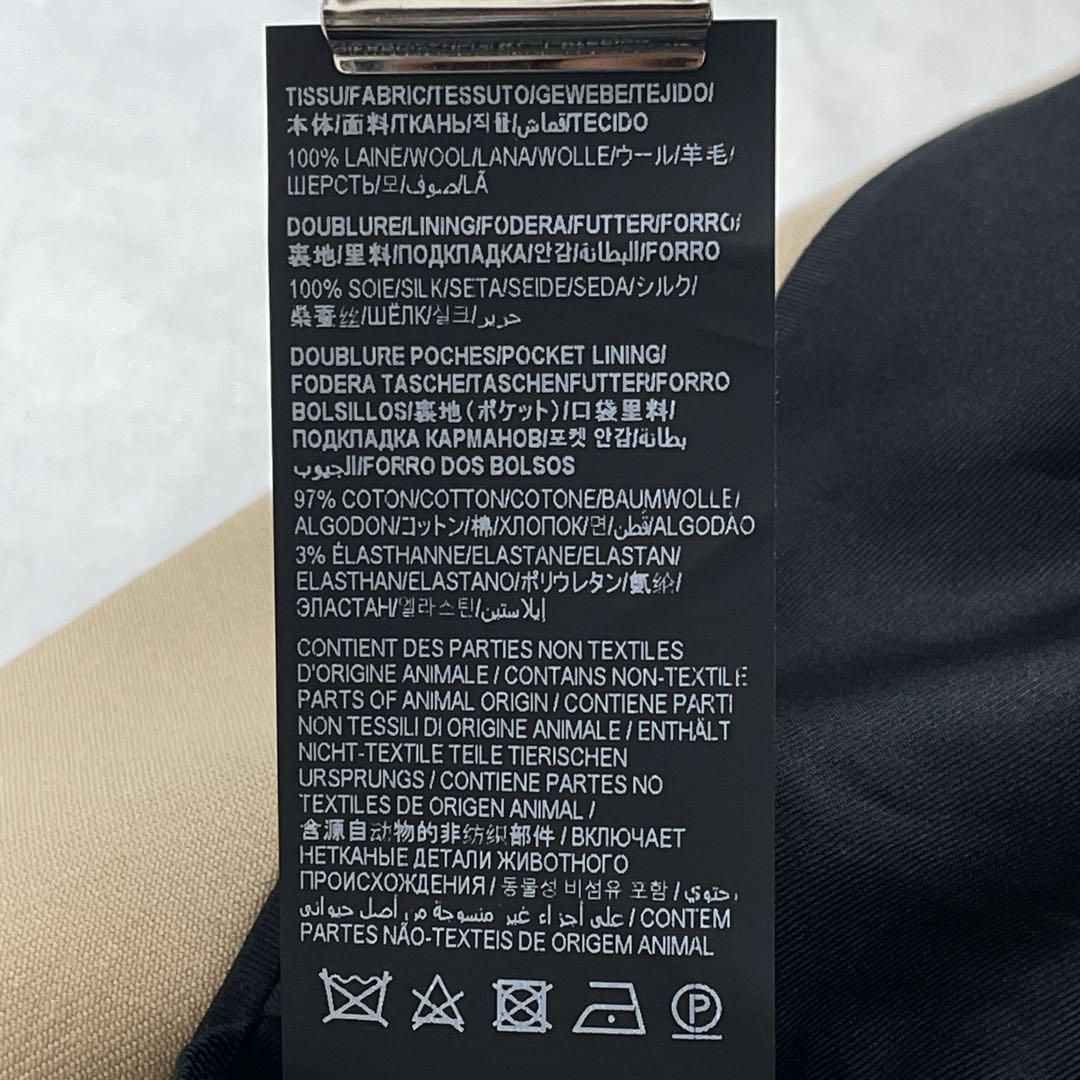 TISSU/FABRIC/TESSUTO/GEWEBE/TEJIDO/
本体/面料/ТКАНЬ/직물/قماش/TECIDO
100% LAINE/WOOL/LANA/WOLLE/ウール/羊毛/
ШЕРСТЬ/모/صوف/LÃ
DOUBLURE/LINING/FODERA/FUTTER/FORRO/
裏地/里料/ПОДКЛАДКА/안감/البطانة/FORRO
100% SOIE/SILK/SETA/SEIDE/SEDA/シルク/
桑蚕丝/ШЁЛК/실크/حرير
DOUBLURE POCHES/POCKET LINING/
FODERA TASCHE/TASCHENFUTTER/FORRO
BOLSILLOS/裏地(ポケット)/口袋里料/
ПОДКЛАДКА КАРМАНОВ/포켓 안감/بطانة
الجيوب/FORRO DOS BOLSOS
97% COTON/COTTON/COTONE/BAUMWOLLE/
ALGODON/コットン/棉/ХЛОПОК/면/قطن/ALGODÃO
3% ÉLASTHANNE/ELASTANE/ELASTAN/
ELASTHAN/ELASTANO/ポリウレタン/氨纶/
ЭЛАСТАН/엘라스틴/إيلاستين
CONTIENT DES PARTIES NON TEXTILES
D'ORIGINE ANIMALE / CONTAINS NON-TEXTILE
PARTS OF ANIMAL ORIGIN / CONTIENE PARTI
NON TESSILI DI ORIGINE ANIMALE / ENTHÄLT
NICHT-TEXTILE TEILE TIERISCHEN
URSPRUNGS / CONTIENE PARTES NO
TEXTILES DE ORIGEN ANIMAL /
含源自动物的非纺织部件 / ВКЛЮЧАЕТ
НЕТКАНЫЕ ДЕТАЛИ ЖИВОТНОГО
ПРОИСХОЖДЕНИЯ / 동물성 비섬유 포함 / يحتوي
على أجزاء غير منسوجة من أصل حيواني / CONTEM
PARTES NÃO-TEXTEIS DE ORIGEM ANIMAL
P